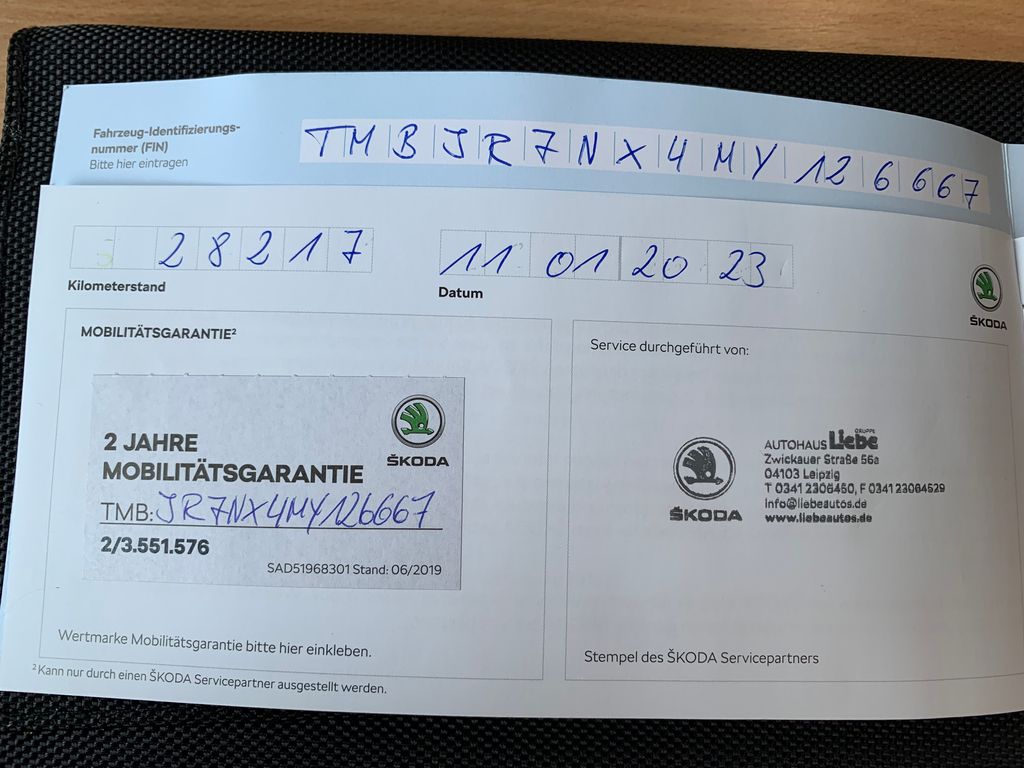 Fahrzeug-Identifizierungs-
nummer (FIN)
Bitte hier eintragen
TMBJR7NX4MY126667
28217
Kilometerstand
11 01 2023
Datum
ŠKODA
MOBILITÄTSGARANTIE²
2 JAHRE
MOBILITÄTSGARANTIE
ŠKODA
TMB: JR7NX4MY126667
2/3.551.576
SAD51968301 Stand: 06/2019
Wertmarke Mobilitätsgarantie bitte hier einkleben.
² Kann nur durch einen ŠKODA Servicepartner ausgestellt werden.
Service durchgeführt von:
ŠKODA
GRUPPE
AUTOHAUS Liebe
Zwickauer Straße 56a
04103 Leipzig
T 0341 2306450, F 0341 23064529
info@liebeautos.de
www.liebeautos.de
Stempel des ŠKODA Servicepartners